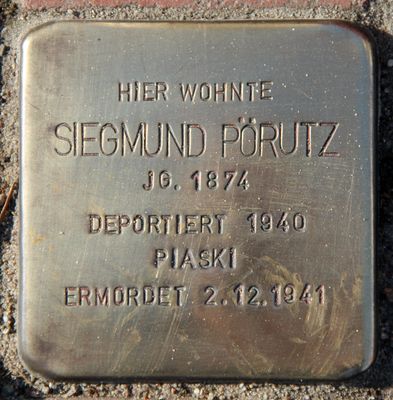 HIER WOHNTE
SIEGMUND PÖRUTZ
JG. 1874
DEPORTIERT 1940
PIASKI
ERMORDET 2.12.1941